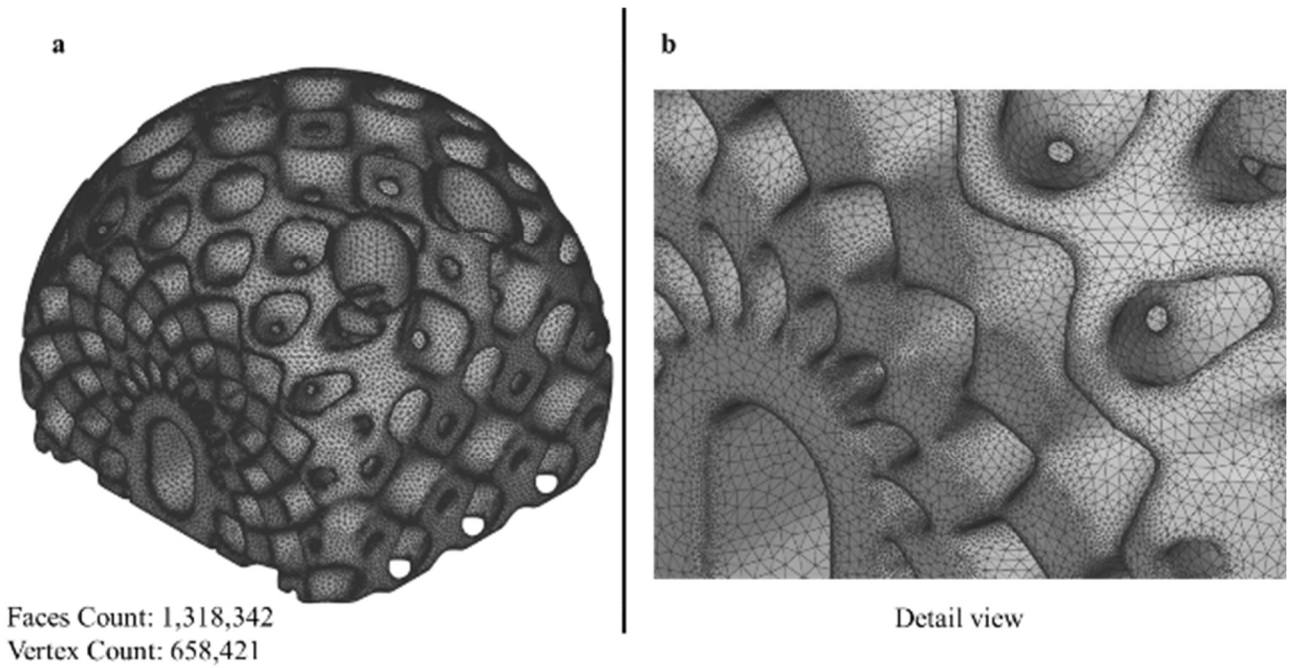 a
b
Faces Count: 1,318,342
Vertex Count: 658,421
Detail view